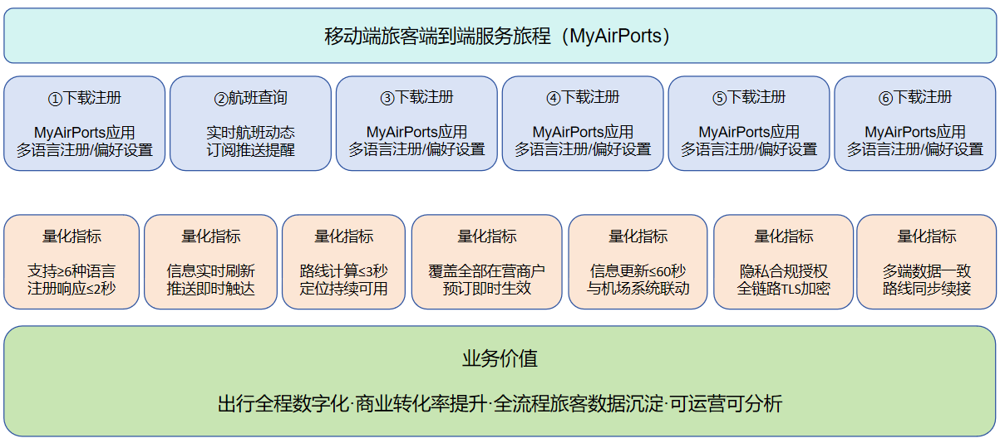 移动端旅客端到端服务旅程（MyAirPorts）
①下载注册
MyAirPorts应用
多语言注册/偏好设置
②航班查询
实时航班动态
订阅推送提醒
③下载注册
MyAirPorts应用
多语言注册/偏好设置
④下载注册
MyAirPorts应用
多语言注册/偏好设置
⑤下载注册
MyAirPorts应用
多语言注册/偏好设置
⑥下载注册
MyAirPorts应用
多语言注册/偏好设置
量化指标
支持≥6种语言
注册响应≤2秒
量化指标
信息实时刷新
推送即时触达
量化指标
路线计算≤3秒
定位持续可用
量化指标
覆盖全部在营商户
预订即时生效
量化指标
信息更新≤60秒
与机场系统联动
量化指标
隐私合规授权
全链路TLS加密
量化指标
多端数据一致
路线同步续接
业务价值
出行全程数字化·商业转化率提升·全流程旅客数据沉淀·可运营可分析